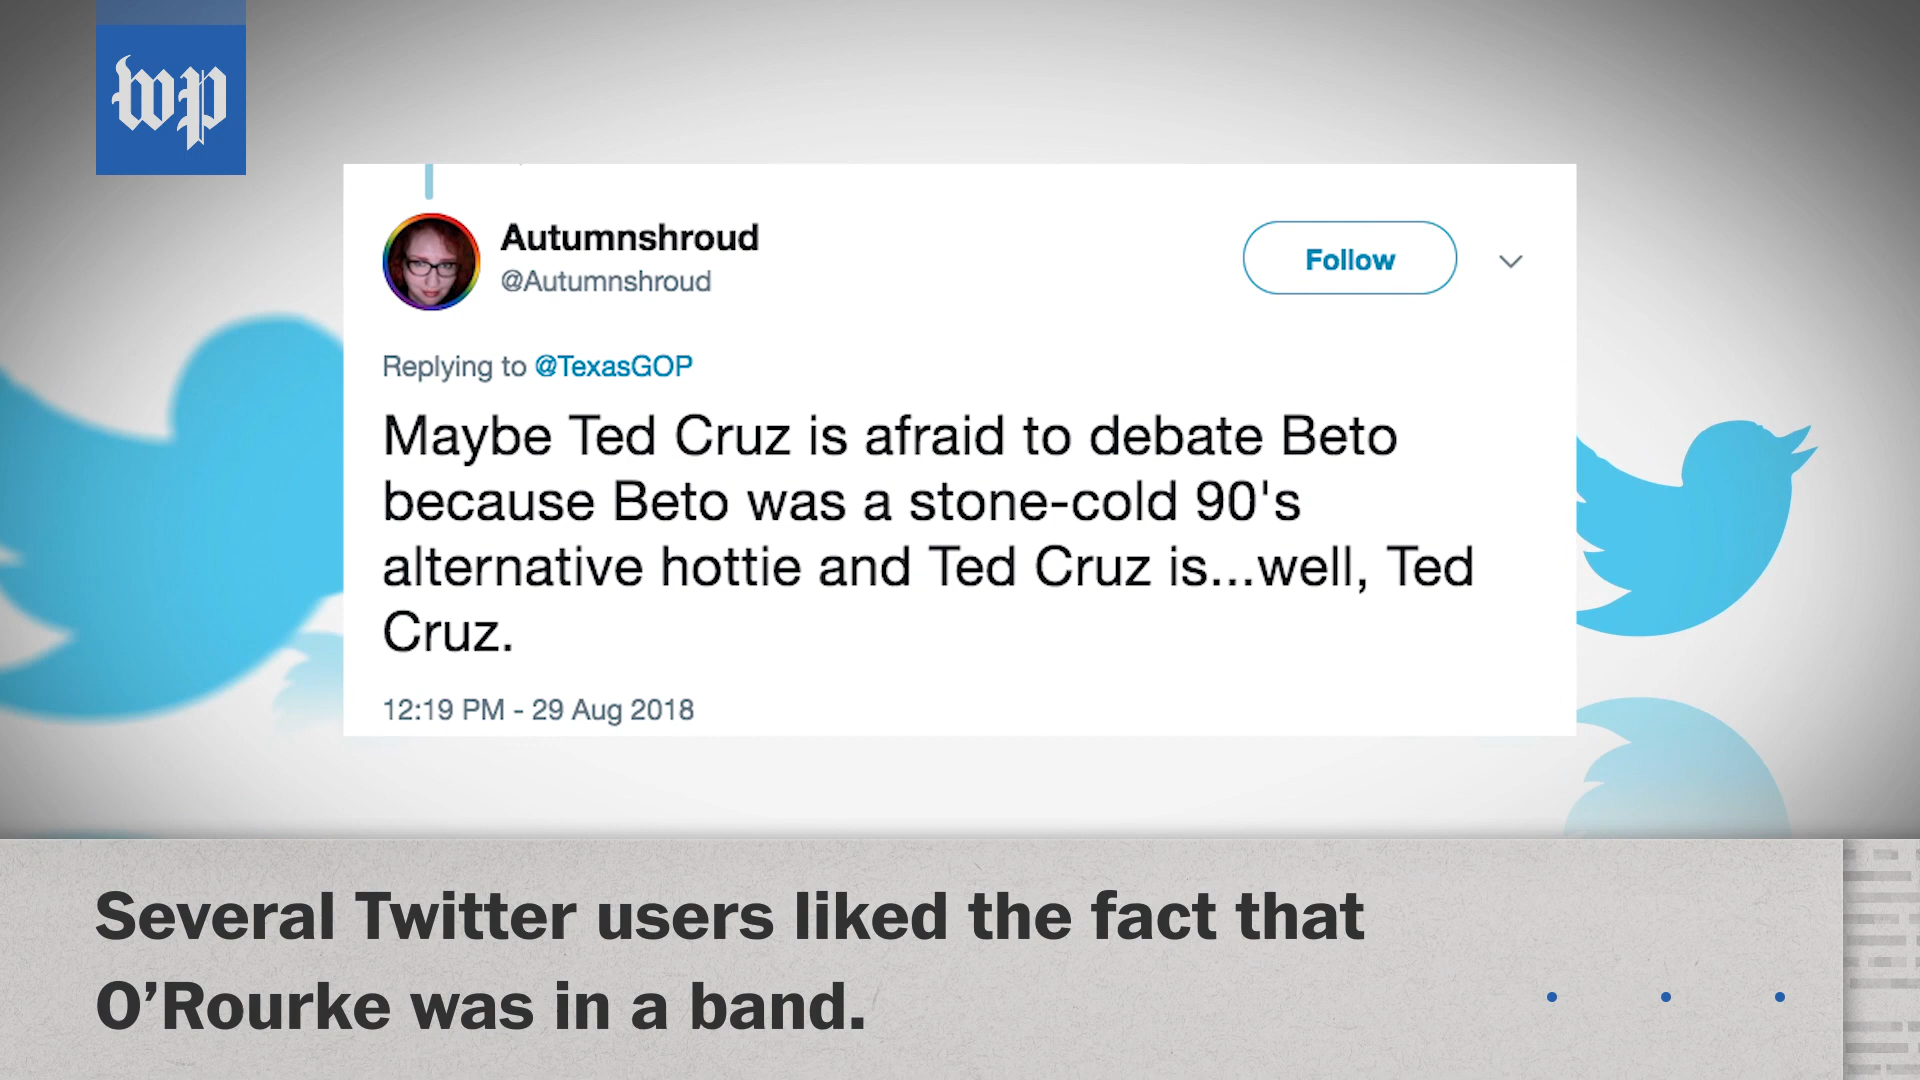 wp
Autumnshroud
@Autumnshroud
Follow
Replying to @TexasGOP
Maybe Ted Cruz is afraid to debate Beto
because Beto was a stone-cold 90's
alternative hottie and Ted Cruz is...well, Ted
Cruz.
12:19 PM - 29 Aug 2018
Several Twitter users liked the fact that
O’Rourke was in a band.